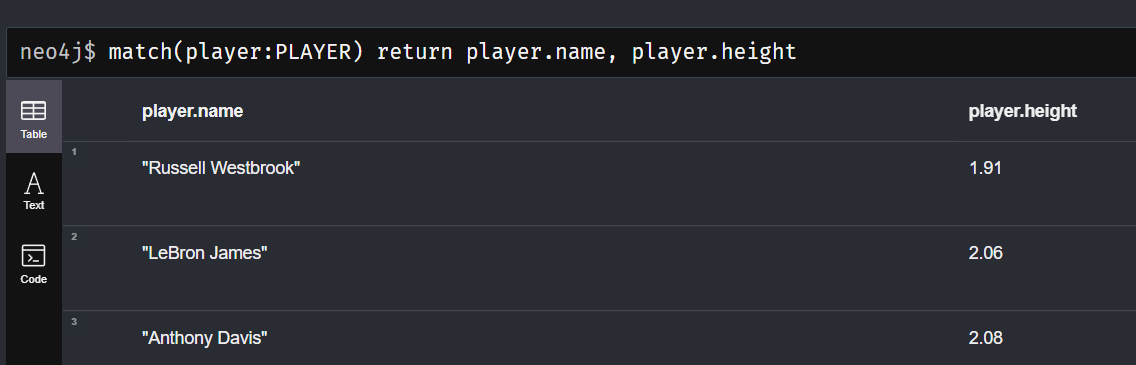 neo4j$ match(player:PLAYER) return player.name, player.height
Table
player.name player.height
1
"Russell Westbrook" 1.91
Text
2
"LeBron James" 2.06
Code
3
"Anthony Davis" 2.08